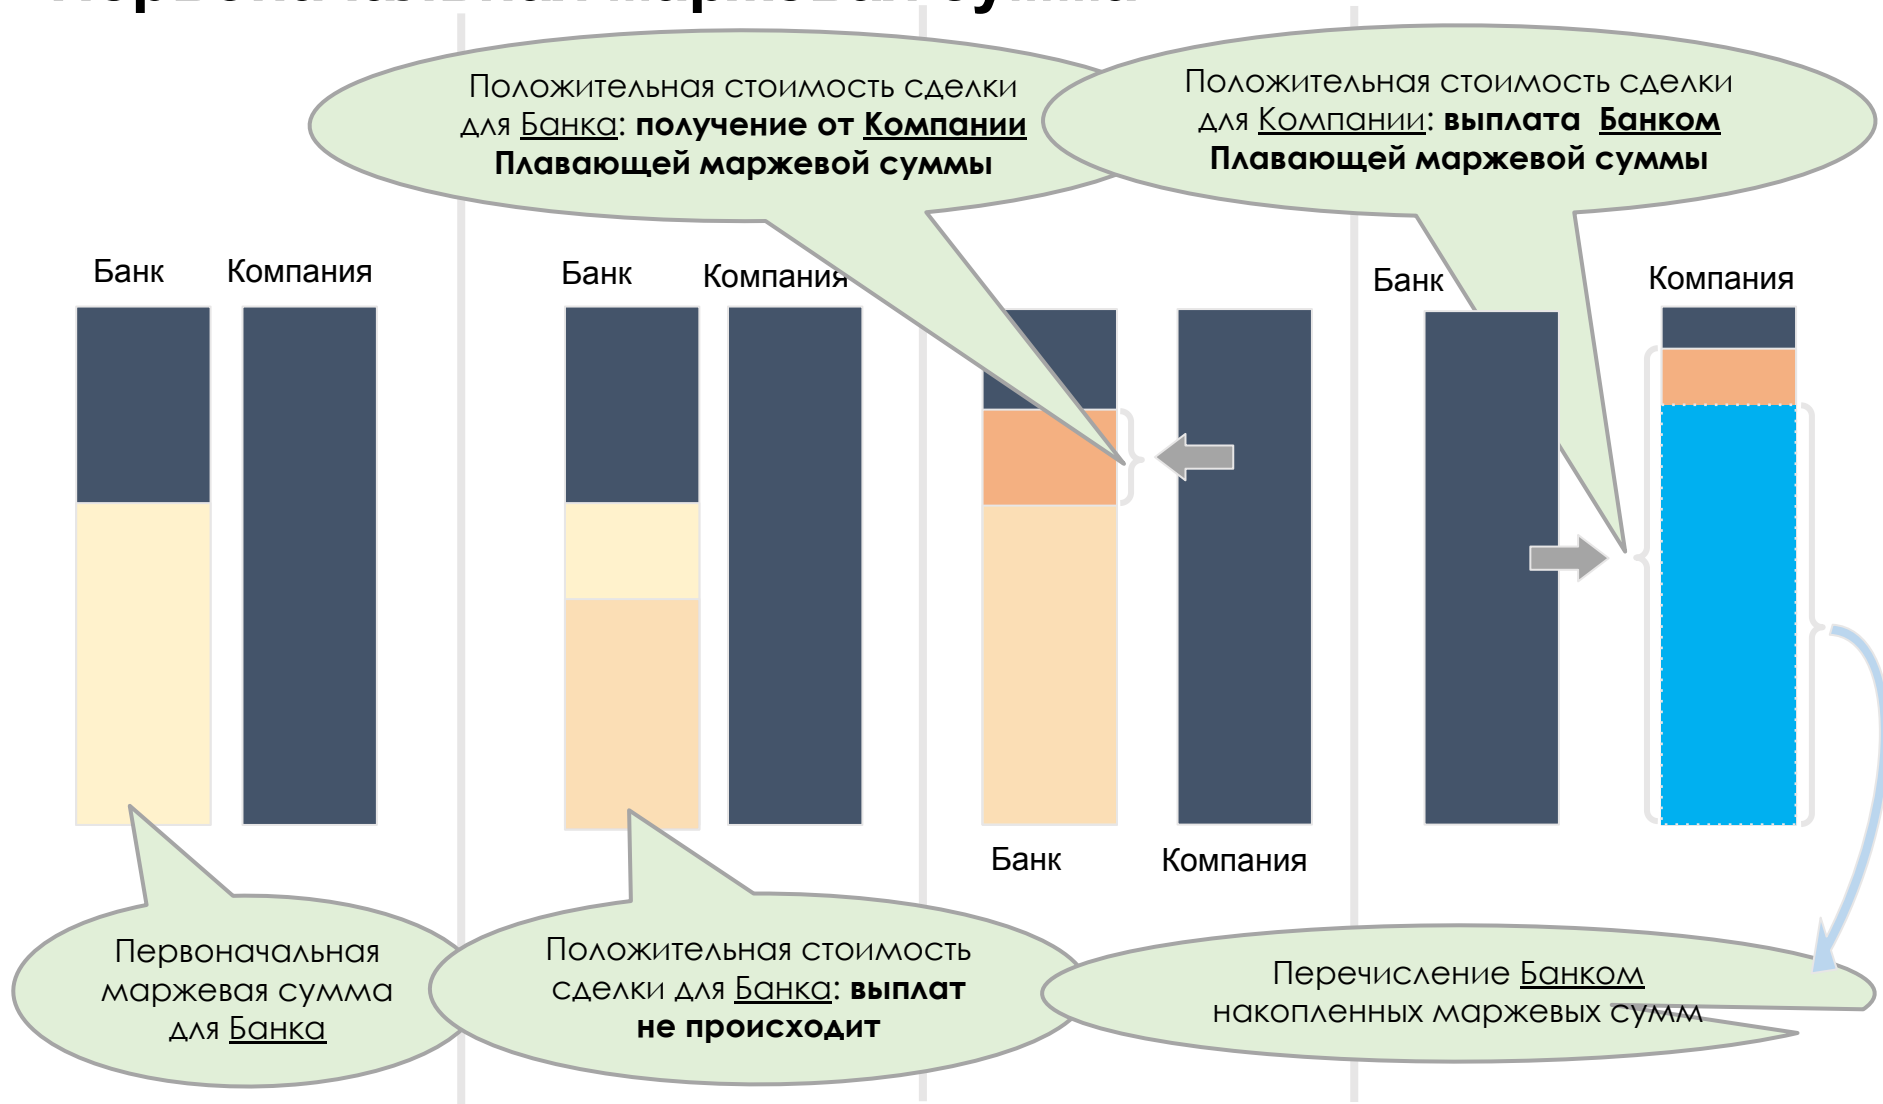 Положительная стоимость сделки
для Банка: получение от Компании
Плавающей маржевой суммы
Положительная стоимость сделки
для Компании: выплата Банком
Плавающей маржевой суммы
Банк
Компания
Банк
Компания
Банк
Компания
Банк
Компания
Первоначальная
маржевая сумма
для Банка
Положительная стоимость
сделки для Банка: выплат
не происходит
Перечисление Банком
накопленных маржевых сумм